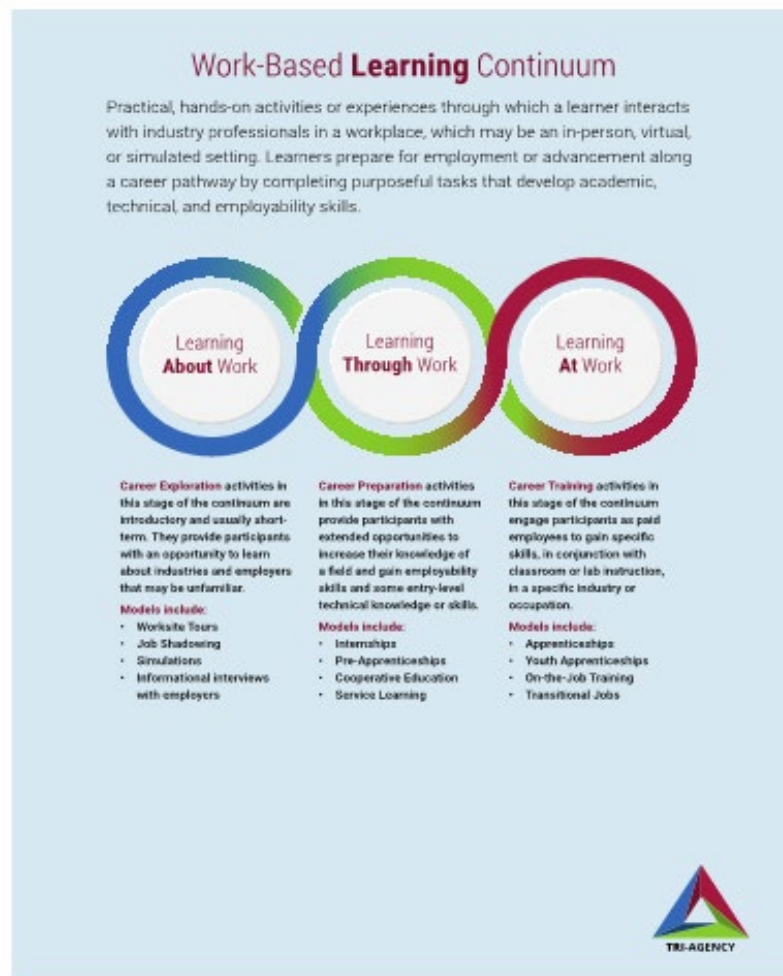 Work-Based Learning Continuum
Practical, hands-on activities or experiences through which a learner interacts
with industry professionals in a workplace, which may be an in-person, virtual,
or simulated setting. Learners prepare for employment or advancement along
a career pathway by completing purposeful tasks that develop academic,
technical, and employability skills.
Learning
About Work
Learning
Through Work
Learning
At Work
Career Exploration activities in
this stage of the continuum are
introductory and usually short-
term. They provide participants
with an opportunity to learn
about industries and employers
that may be unfamiliar.
Models include:
• Worksite Tours
• Job Shadowing
• Simulations
• Informational interviews
with employers
Career Preparation activities
in this stage of the continuum
provide participants with
extended opportunities to
increase their knowledge of
a field and gain employability
skills and some entry-level
technical knowledge or skills.
Models include:
• Internships
• Pre-Apprenticeships
• Cooperative Education
• Service Learning
Career Training activities in
this stage of the continuum
engage participants as paid
employees to gain specific
skills, in conjunction with
classroom or lab instruction,
in a specific industry or
occupation.
Models include:
• Apprenticeships
• Youth Apprenticeships
• On-the-Job Training
• Transitional Jobs
TRI-AGENCY